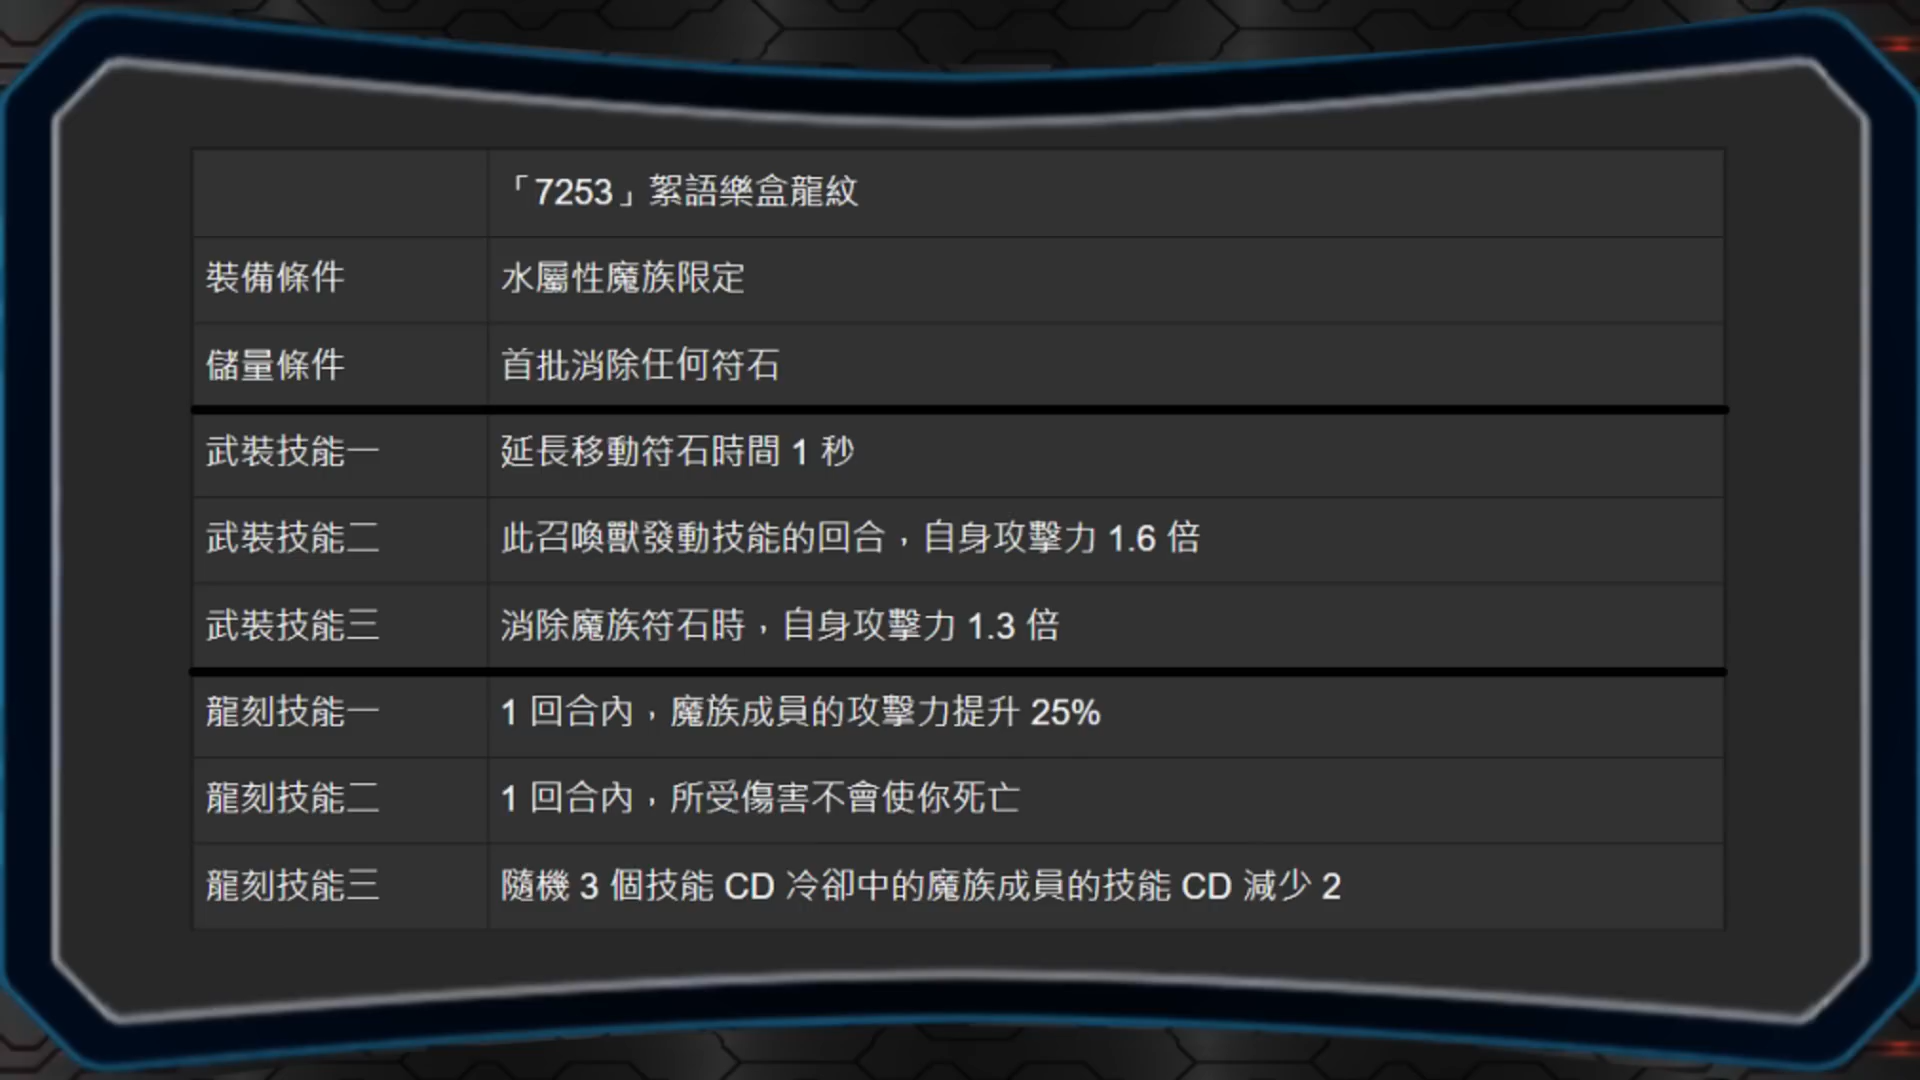 「7253」絮語樂盒龍紋
裝備條件 水屬性魔族限定
儲量條件 首批消除任何符石
武裝技能一 延長移動符石時間 1 秒
武裝技能二 此召喚獸發動技能的回合，自身攻擊力 1.6 倍
武裝技能三 消除魔族符石時，自身攻擊力 1.3 倍
龍刻技能一 1 回合內，魔族成員的攻擊力提升 25%
龍刻技能二 1 回合內，所受傷害不會使你死亡
龍刻技能三 隨機 3 個技能 CD 冷卻中的魔族成員的技能 CD 減少 2